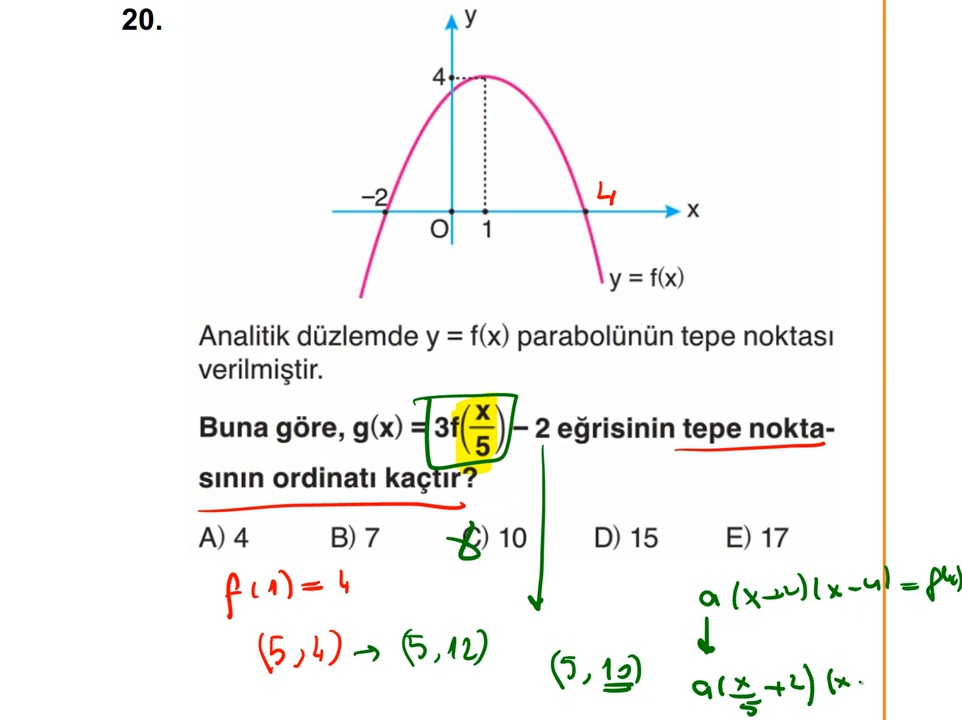 20.
y
4
-2
4
x
O
1
y = f(x)
Analitik düzlemde y = f(x) parabolünün tepe noktası
verilmiştir.
Buna göre, g(x) = 3f(x/5) – 2 eğrisinin tepe nokta-
sının ordinatı kaçtır?
A) 4 B) 7 C) 10 D) 15 E) 17
f(1) = 4
(5, 4) → (5, 12)
(5, 10)
a(x+2)(x-4) = f(x)
a(x/5 + 2)(x